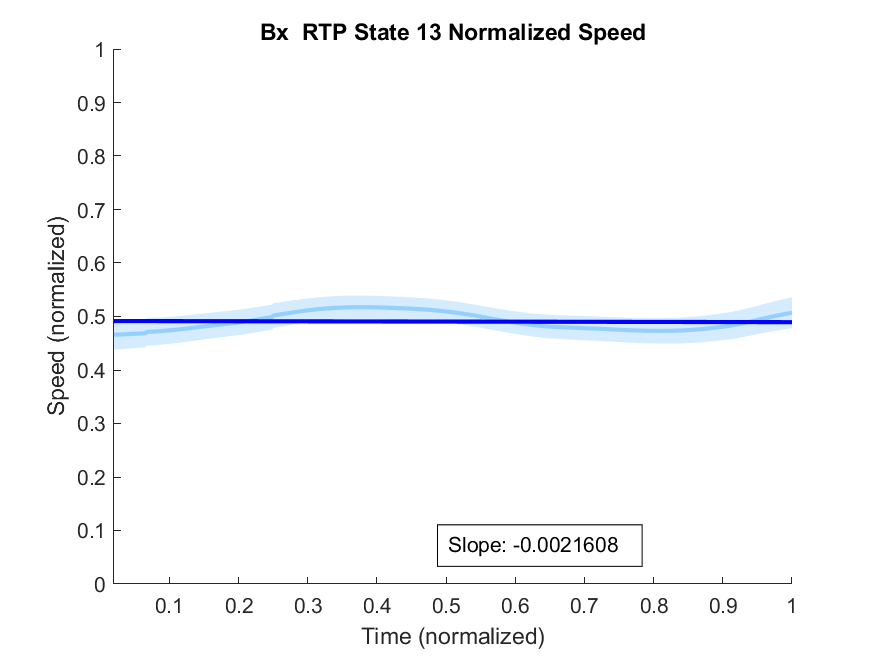 Bx  RTP State 13 Normalized Speed
1
0.9
0.8
0.7
0.6
0.5
0.4
0.3
0.2
0.1
0
Speed (normalized)
Slope: -0.0021608
0.1 0.2 0.3 0.4 0.5 0.6 0.7 0.8 0.9 1
Time (normalized)